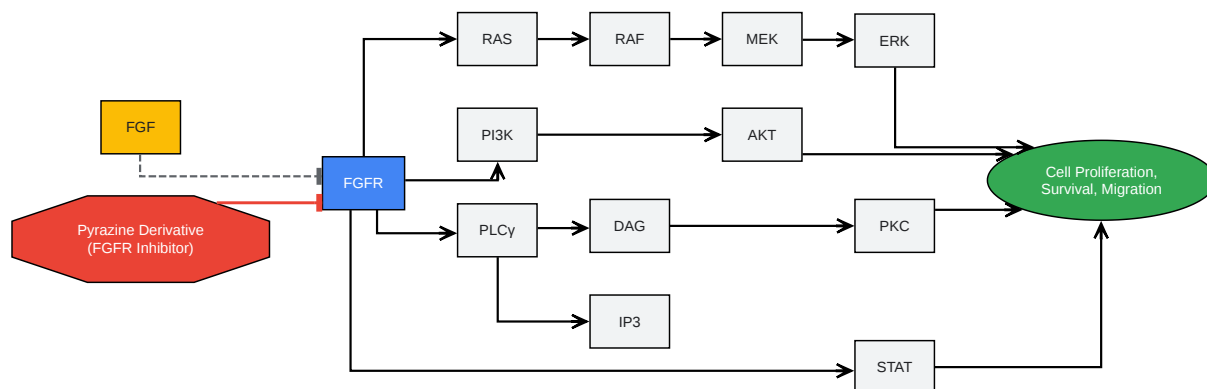 RAS
RAF
MEK
ERK
FGF
PI3K
AKT
FGFR
Cell Proliferation,
Survival, Migration
Pyrazine Derivative
(FGFR Inhibitor)
PLCγ
DAG
PKC
IP3
STAT